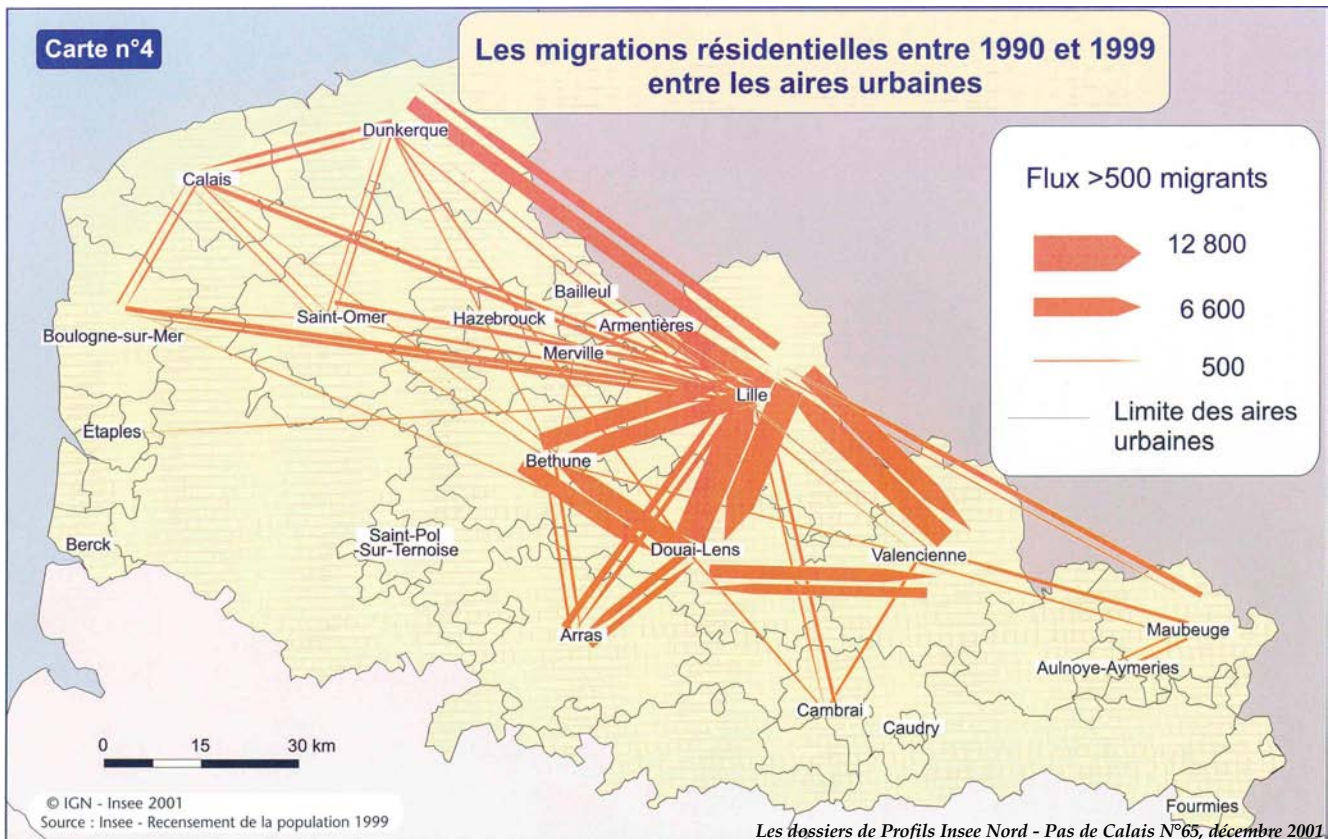 Carte n°4
Les migrations résidentielles entre 1990 et 1999
entre les aires urbaines
Flux >500 migrants
12 800
6 600
500
Limite des aires
urbaines
Dunkerque
Calais
Bailleul
Saint-Omer
Hazebrouck
Armentières
Boulogne-sur-Mer
Merville
Lille
Étaples
Bethune
Berck
Saint-Pol
-Sur-Ternoise
Douai-Lens
Valencienne
Arras
Maubeuge
Aulnoye-Aymeries
Cambrai
Caudry
0 15 30 km
Fourmies
© IGN - Insee 2001
Source : Insee - Recensement de la population 1999
Les dossiers de Profils Insee Nord - Pas de Calais N°65, décembre 2001